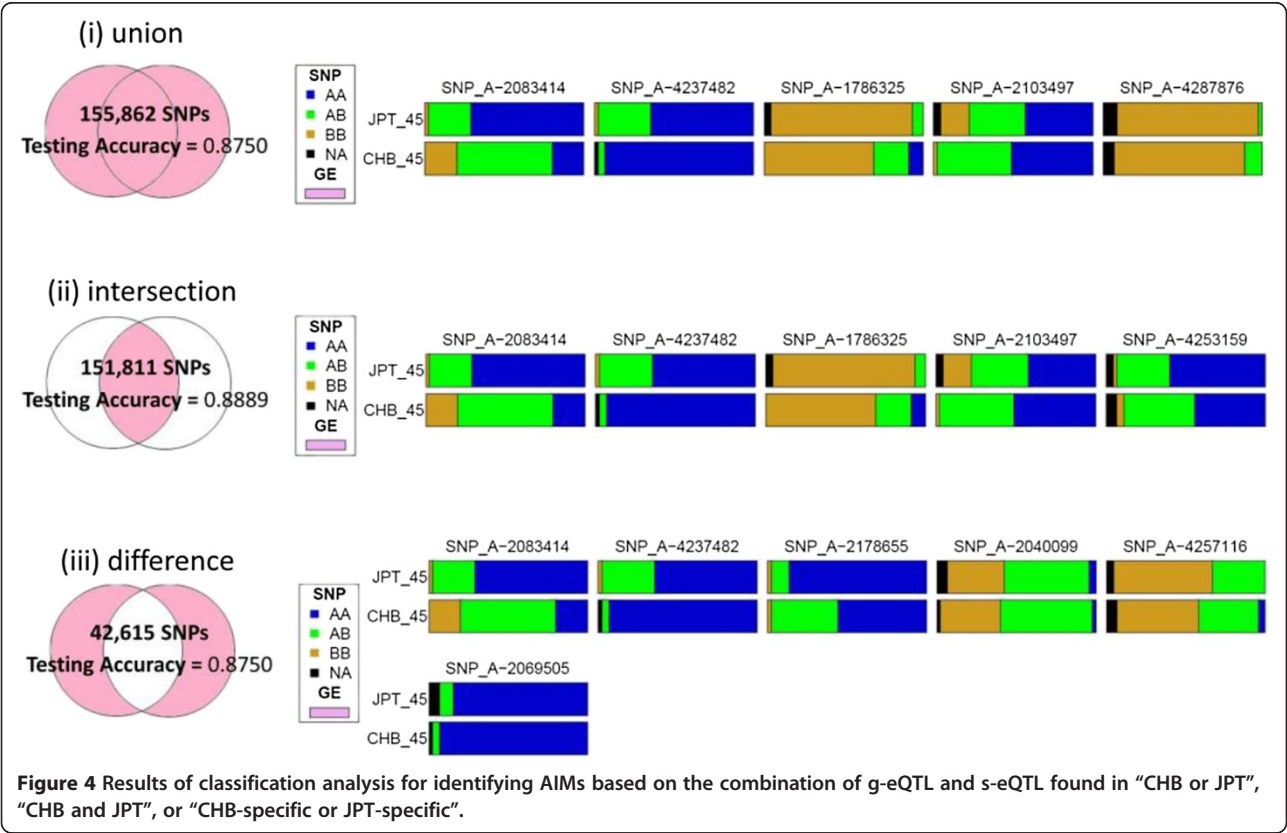 (i) union
155,862 SNPs
Testing Accuracy = 0.8750
SNP
AA
AB
BB
NA
GE
SNP_A-2083414 SNP_A-4237482 SNP_A-1786325 SNP_A-2103497 SNP_A-4287876
JPT_45
CHB_45
(ii) intersection
151,811 SNPs
Testing Accuracy = 0.8889
SNP
AA
AB
BB
NA
GE
SNP_A-2083414 SNP_A-4237482 SNP_A-1786325 SNP_A-2103497 SNP_A-4253159
JPT_45
CHB_45
(iii) difference
42,615 SNPs
Testing Accuracy = 0.8750
SNP
AA
AB
BB
NA
GE
SNP_A-2083414 SNP_A-4237482 SNP_A-2178655 SNP_A-2040099 SNP_A-4257116
JPT_45
CHB_45
SNP_A-2069505
JPT_45
CHB_45
Figure 4 Results of classification analysis for identifying AIMs based on the combination of g-eQTL and s-eQTL found in “CHB or JPT”,
“CHB and JPT”, or “CHB-specific or JPT-specific”.